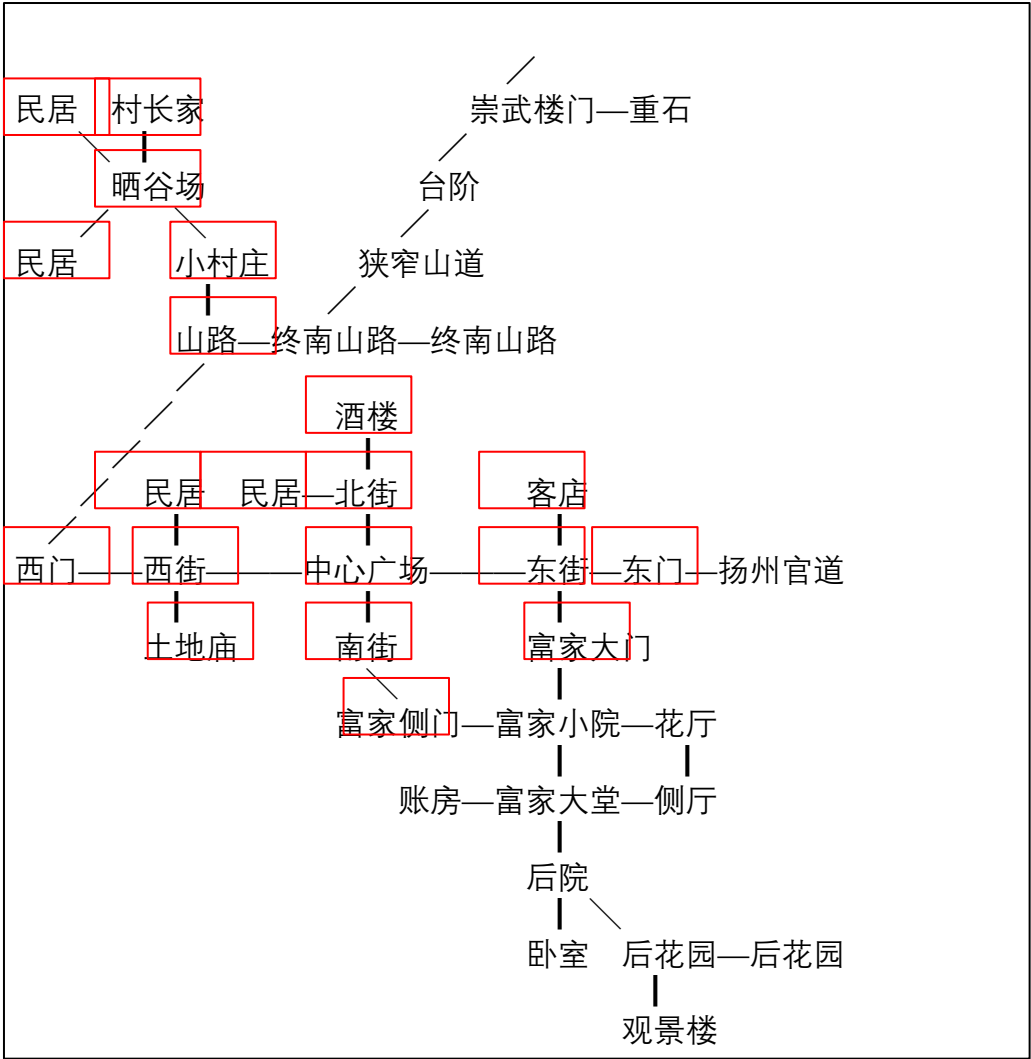 崇武楼门—重石
民居 村长家
台阶
晒谷场
民居 小村庄 狭窄山道
山路—终南山路—终南山路
酒楼
民居 民居—北街 客店
西门——西街———中心广场———东街—东门—扬州官道
土地庙 南街 富家大门
富家侧门—富家小院—花厅
账房—富家大堂—侧厅
后院
卧室 后花园—后花园
观景楼